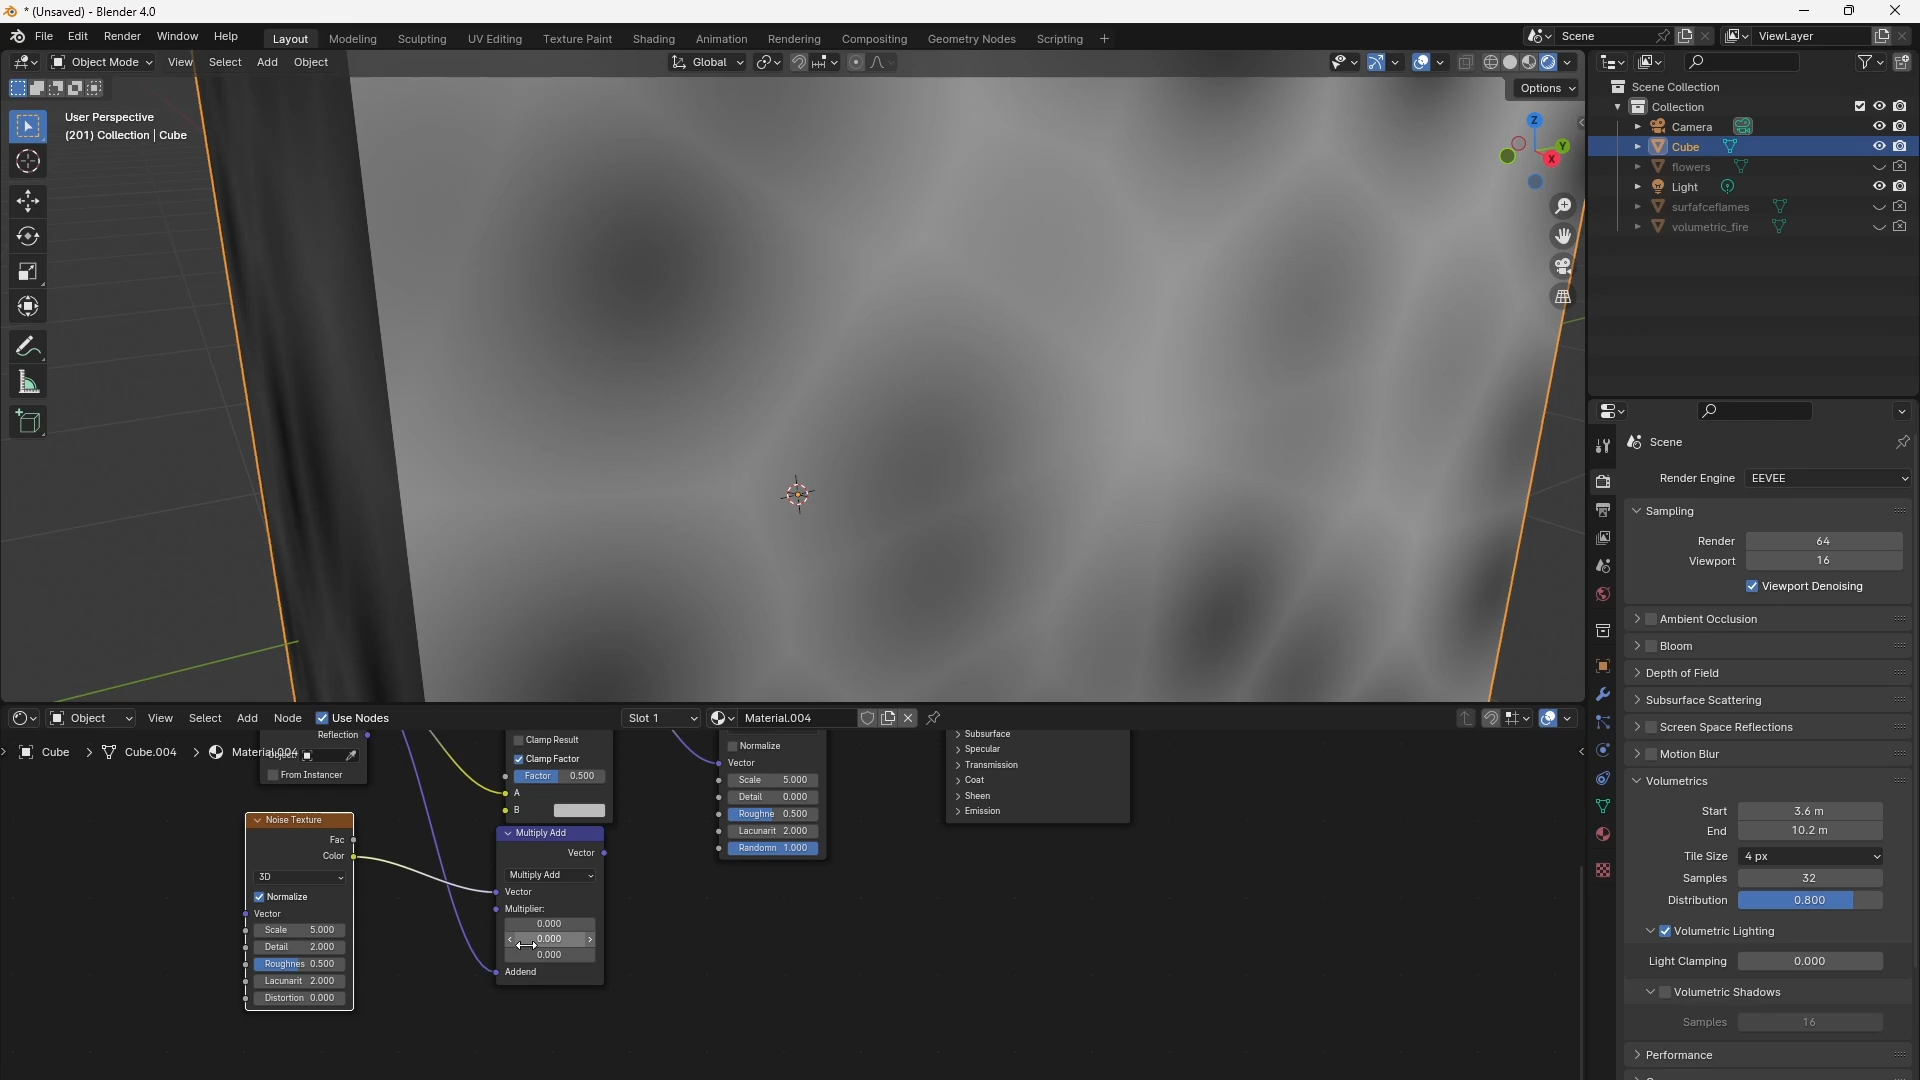 * (Unsaved) - Blender 4.0
File Edit Render Window Help Layout Modeling Sculpting UV Editing Texture Paint Shading Animation Rendering Compositing Geometry Nodes Scripting + Scene ViewLayer
Object Mode View Select Add Object Global
Options
User Perspective
(201) Collection | Cube
Z
Y
X
Scene Collection
Collection
Camera
Cube
flowers
Light
surfafceflames
volumetric_fire
Scene
Render Engine EEVEE
Sampling
Render 64
Viewport 16
Viewport Denoising
Ambient Occlusion
Bloom
Depth of Field
Subsurface Scattering
Screen Space Reflections
Motion Blur
Volumetrics
Start 3.6 m
End 10.2 m
Tile Size 4 px
Samples 32
Distribution 0.800
Volumetric Lighting
Light Clamping 0.000
Volumetric Shadows
Samples 16
Performance
Object View Select Add Node Use Nodes Slot 1 Material.004
Cube Cube.004 Material.004
Reflection
Object:
From Instancer
Noise Texture
Fac
Color
3D
Normalize
Vector
Scale 5.000
Detail 2.000
Roughnes 0.500
Lacunarit 2.000
Distortion 0.000
Clamp Result
Clamp Factor
Factor 0.500
A
B
Multiply Add
Vector
Multiply Add
Vector
Multiplier:
0.000
0.000
0.000
Addend
Normalize
Vector
Scale 5.000
Detail 0.000
Roughne 0.500
Lacunarit 2.000
Randomn 1.000
Subsurface
Specular
Transmission
Coat
Sheen
Emission